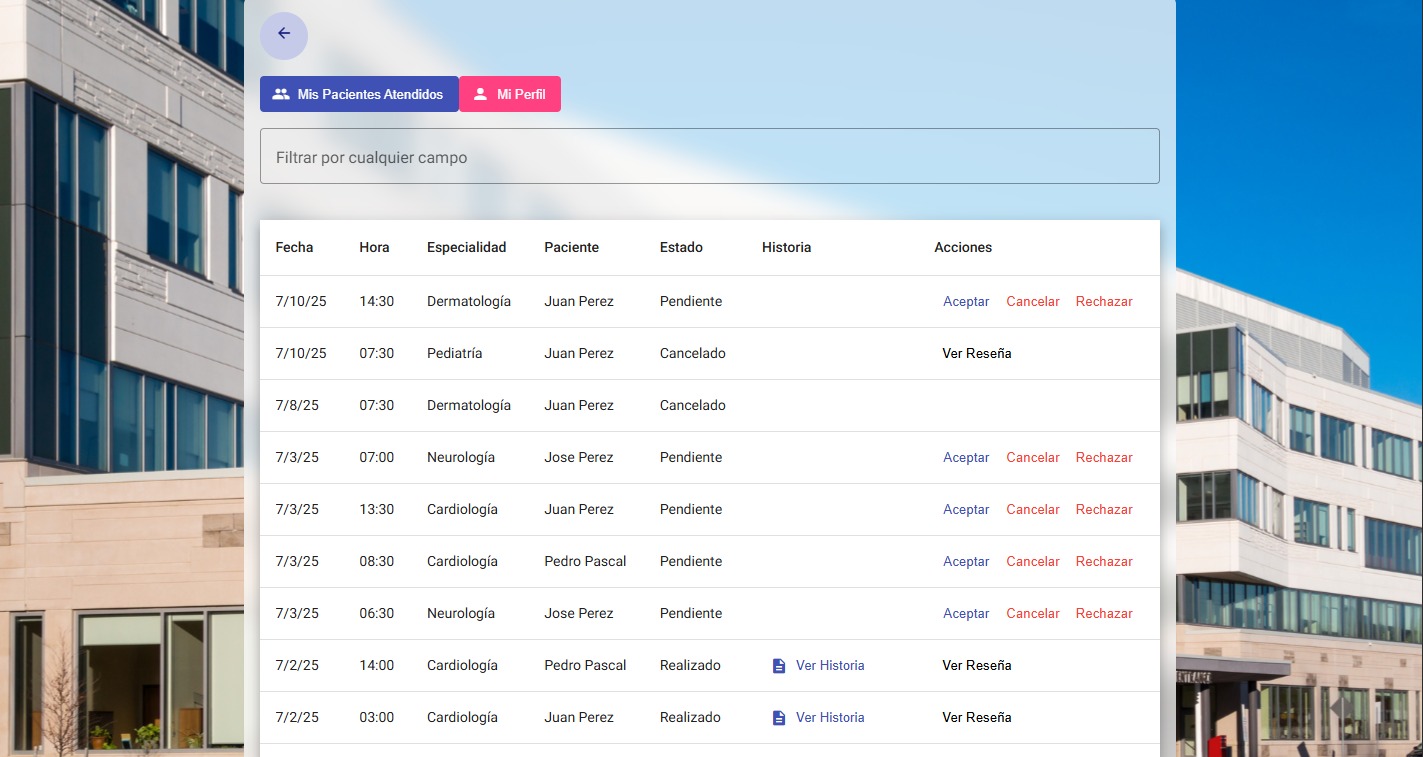 Mis Pacientes Atendidos Mi Perfil
Filtrar por cualquier campo
Fecha Hora Especialidad Paciente Estado Historia Acciones
7/10/25 14:30 Dermatología Juan Perez Pendiente Aceptar Cancelar Rechazar
7/10/25 07:30 Pediatría Juan Perez Cancelado Ver Reseña
7/8/25 07:30 Dermatología Juan Perez Cancelado
7/3/25 07:00 Neurología Jose Perez Pendiente Aceptar Cancelar Rechazar
7/3/25 13:30 Cardiología Juan Perez Pendiente Aceptar Cancelar Rechazar
7/3/25 08:30 Cardiología Pedro Pascal Pendiente Aceptar Cancelar Rechazar
7/3/25 06:30 Neurología Jose Perez Pendiente Aceptar Cancelar Rechazar
7/2/25 14:00 Cardiología Pedro Pascal Realizado Ver Historia Ver Reseña
7/2/25 03:00 Cardiología Juan Perez Realizado Ver Historia Ver Reseña